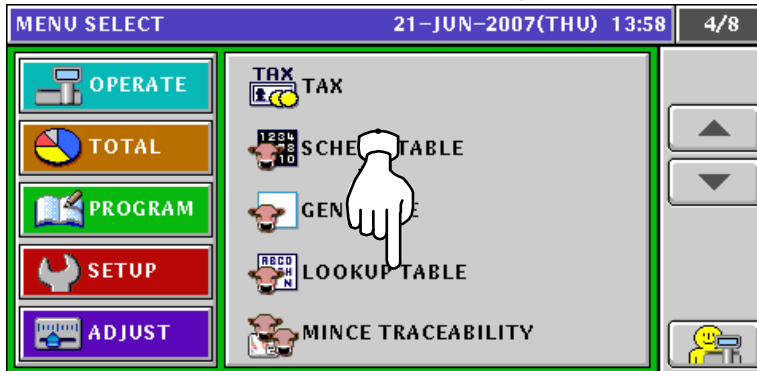 MENU SELECT
21-JUN-2007(THU) 13:58
4/8
OPERATE
TOTAL
PROGRAM
SETUP
ADJUST
TAX TAX
TABLE
LOOKUP TABLE
MINCE TRACEABILITY